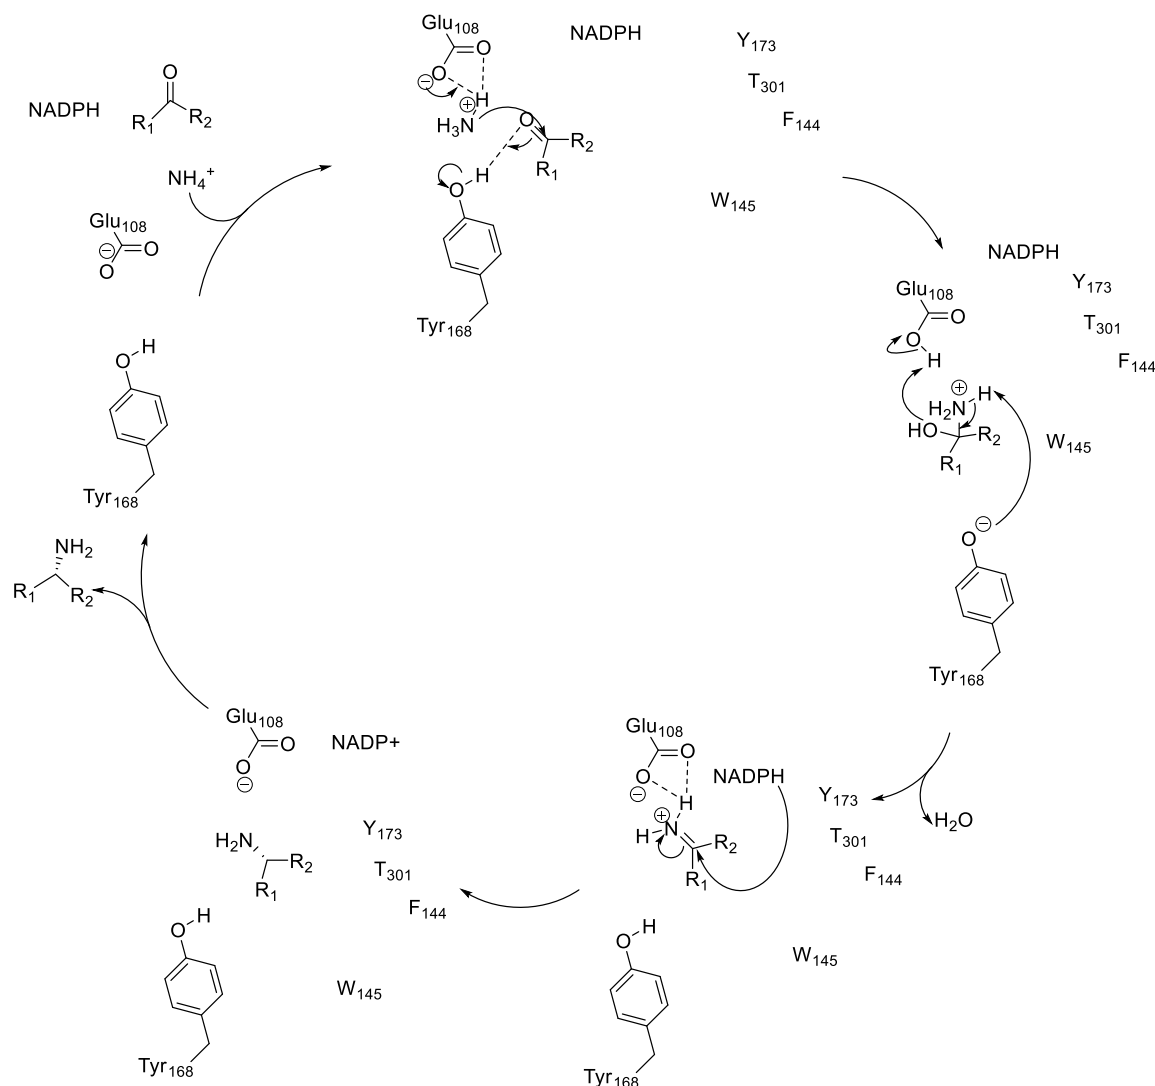 Glu108
NADPH
O
O
⊖
H
⊕
H3N
O
R2
R1
H
O
Tyr168
Y173
T301
F144
W145
NADPH
O
R1
R2
NH4+
Glu108
⊖
O
O
O
H
Tyr168
NADPH
Glu108
O
O
H
Y173
T301
F144
⊕
H2N
H
HO
R2
R1
W145
O
⊖
Tyr168
H2O
Glu108
O
O
⊖
H
NADPH
⊕
H
N
R2
R1
Y173
T301
F144
W145
O
H
Tyr168
Glu108
O
O
⊖
NADP+
H2N
R2
R1
Y173
T301
F144
W145
O
H
Tyr168
NH2
R1
R2